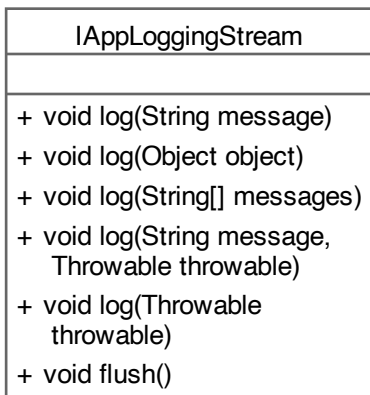 IAppLoggingStream
+ void log(String message)
+ void log(Object object)
+ void log(String[] messages)
+ void log(String message,
Throwable throwable)
+ void log(Throwable
throwable)
+ void flush()